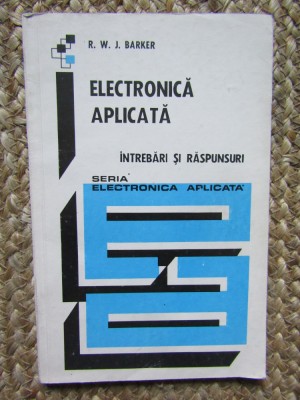 R. W. J. BARKER
ELECTRONICĂ
APLICATĂ
ÎNTREBĂRI ȘI RĂSPUNSURI
SERIA
ELECTRONICA APLICATĂ